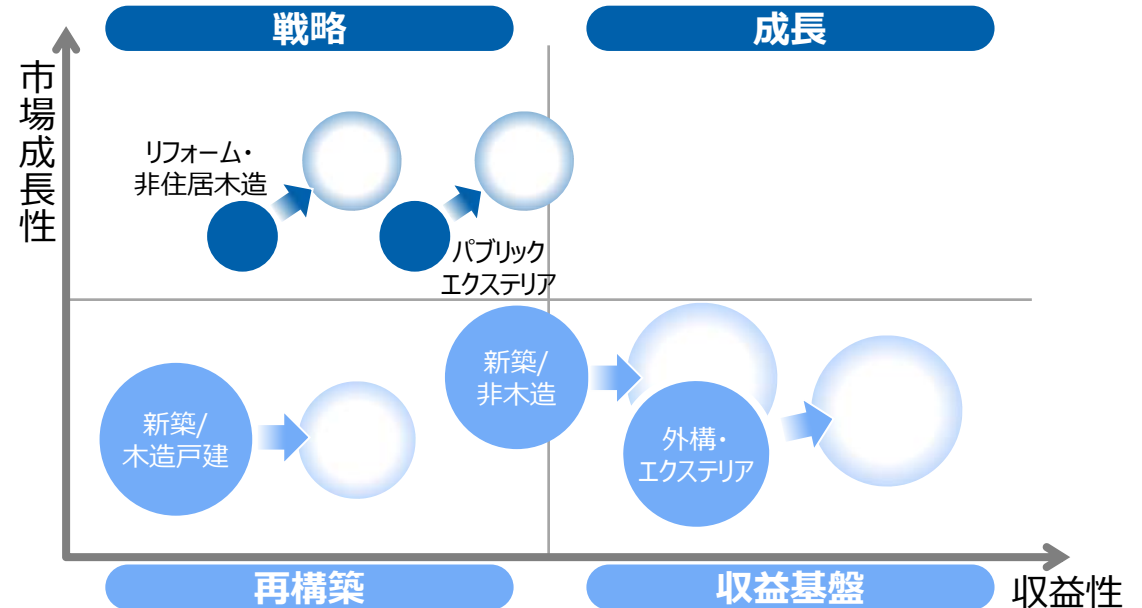 戦略
成長
市場成長性
リフォーム・
非住居木造
パブリック
エクステリア
新築/
非木造
新築/
木造戸建
外構・
エクステリア
再構築
収益基盤
収益性